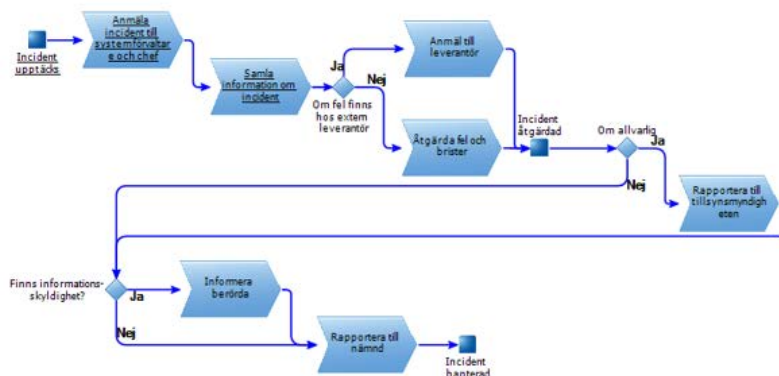 Incident
upptäcks
Anmäla
incident till
systemförvaltar
e och chef
Samla
information om
incident
Ja
Nej
Om fel finns
hos extern
leverantör
Anmäl till
leverantör
Åtgärda fel och
brister
Incident
åtgärdad
Om allvarlig
Ja
Nej
Rapportera till
tillsynsmyndigh
eten
Finns informations-
skyldighet?
Ja
Nej
Informera
berörda
Rapportera till
nämnd
Incident
hanterad